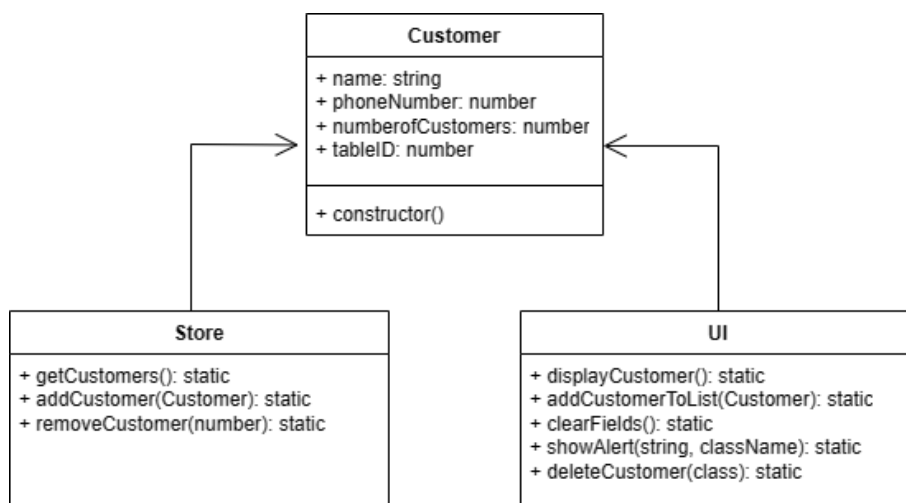 Customer
+ name: string
+ phoneNumber: number
+ numberofCustomers: number
+ tableID: number
+ constructor()
Store
+ getCustomers(): static
+ addCustomer(Customer): static
+ removeCustomer(number): static
UI
+ displayCustomer(): static
+ addCustomerToList(Customer): static
+ clearFields(): static
+ showAlert(string, className): static
+ deleteCustomer(class): static